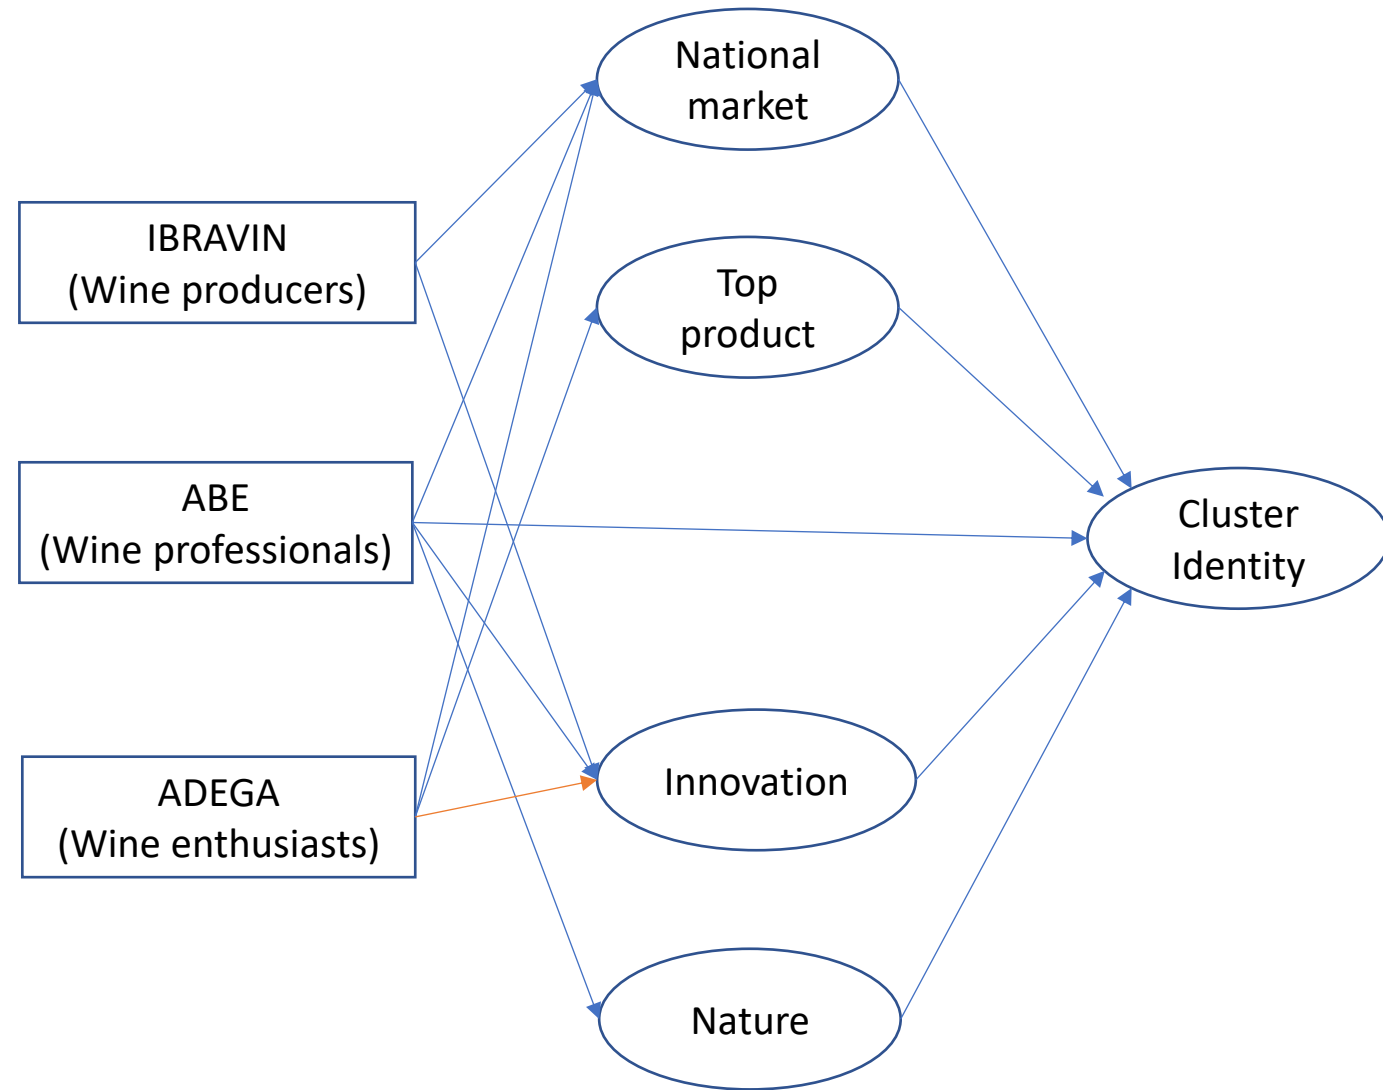 National
market
IBRAVIN
(Wine producers)
Top
product
ABE
(Wine professionals)
Cluster
Identity
ADEGA
(Wine enthusiasts)
Innovation
Nature